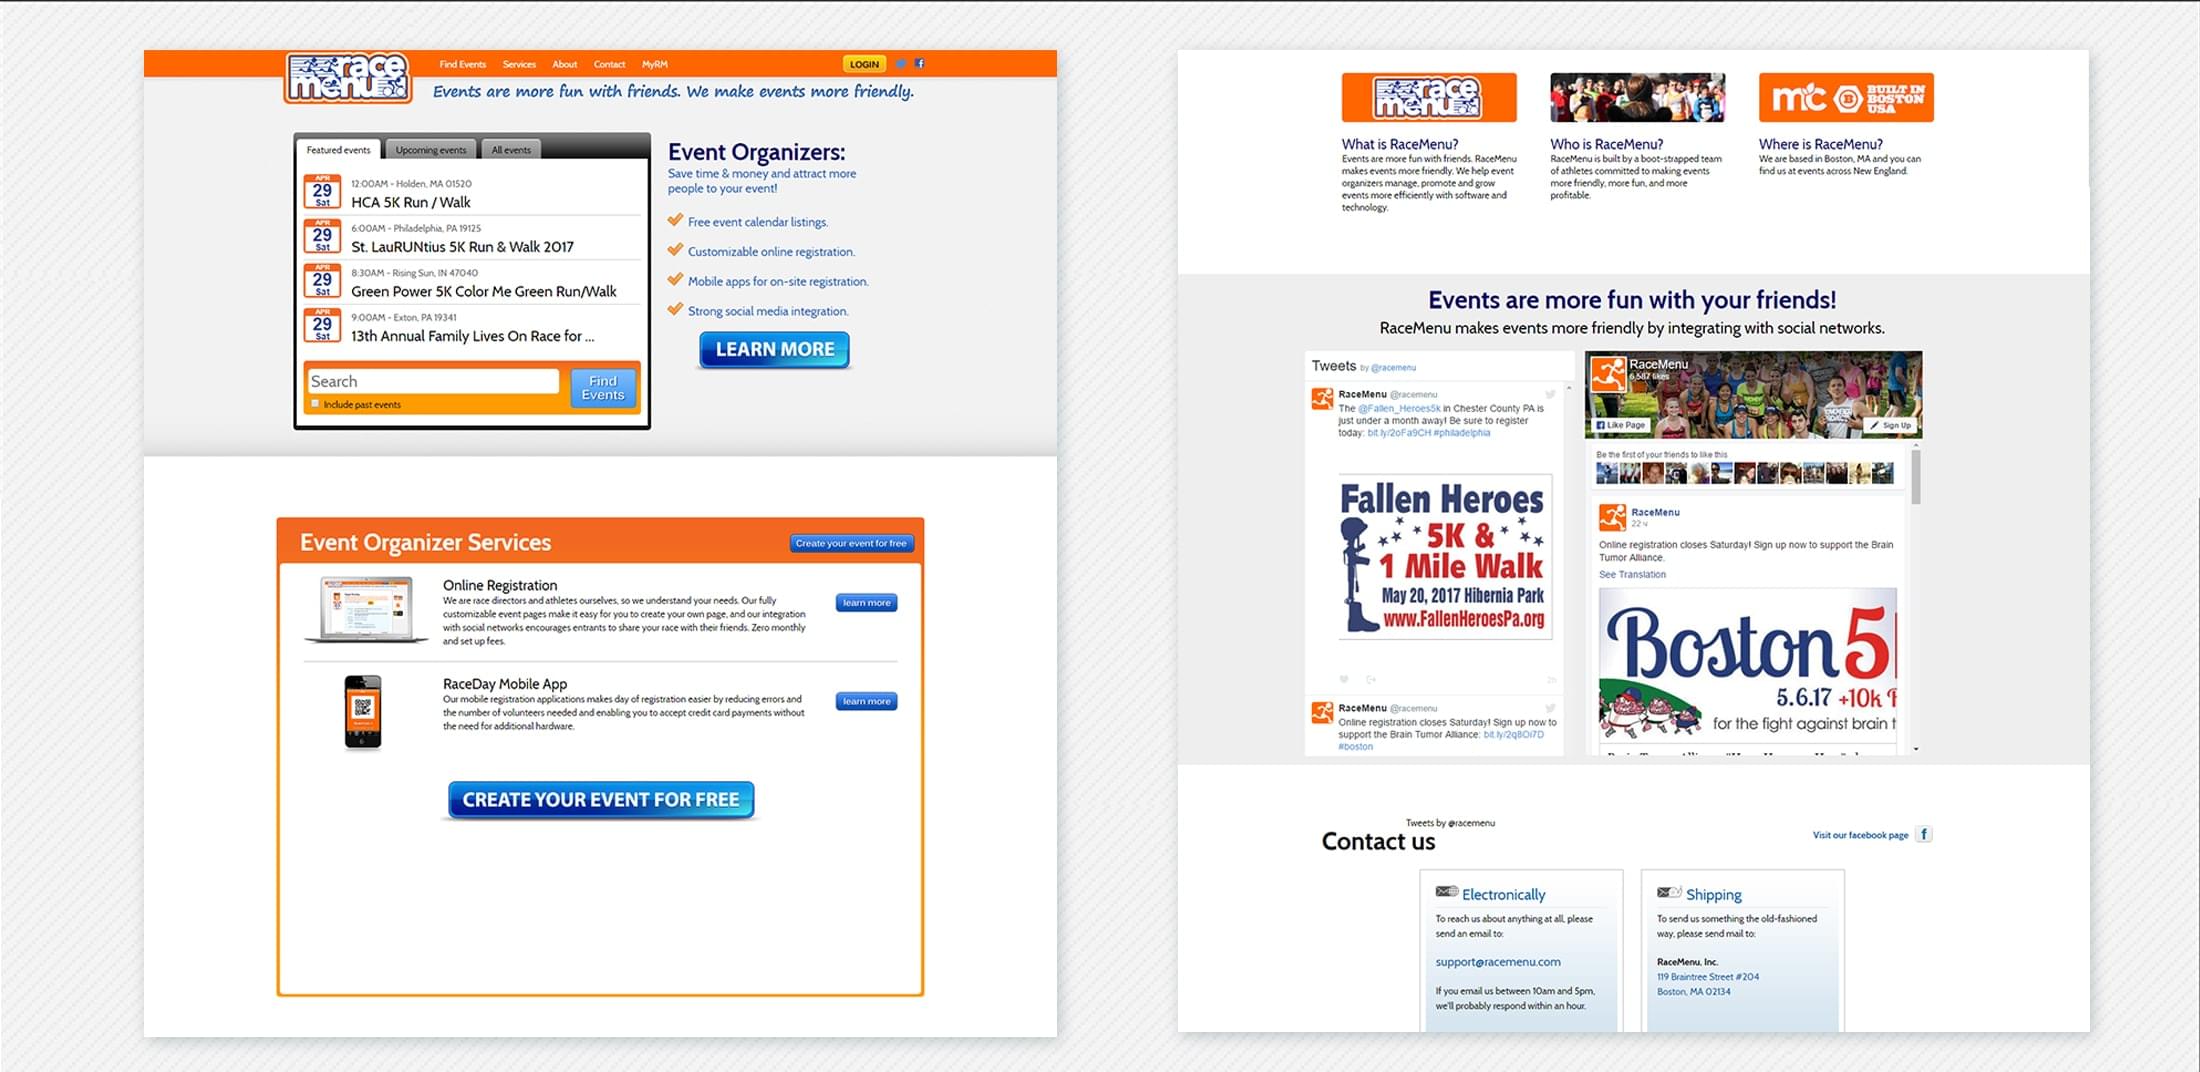 race
menu
Find Events Services About Contact MyRM
LOGIN
Events are more fun with friends. We make events more friendly.
Featured events Upcoming events All events
APR
29
Sat
12:00AM - Holden, MA 01520
HCA 5K Run / Walk
APR
29
Sat
6:00AM - Philadelphia, PA 19125
St. LauRUNtius 5K Run & Walk 2017
APR
29
Sat
8:30AM - Rising Sun, IN 47040
Green Power 5K Color Me Green Run/Walk
APR
29
Sat
9:00AM - Exton, PA 19341
13th Annual Family Lives On Race for ...
Search
Find
Events
Include past events
Event Organizers:
Save time & money and attract more
people to your event!
Free event calendar listings.
Customizable online registration.
Mobile apps for on-site registration.
Strong social media integration.
LEARN MORE
Event Organizer Services
Create your event for free
Online Registration
We are race directors and athletes ourselves, so we understand your needs. Our fully
customizable event pages make it easy for you to create your own page, and our integration
with social networks encourages entrants to share your race with their friends. Zero monthly
and set up fees.
learn more
RaceDay Mobile App
Our mobile registration applications makes day of registration easier by reducing errors and
the number of volunteers needed and enabling you to accept credit card payments without
the need for additional hardware.
learn more
CREATE YOUR EVENT FOR FREE
race
menu
What is RaceMenu?
Events are more fun with friends. RaceMenu
makes events more friendly. We help event
organizers manage, promote and grow
events more efficiently with software and
technology.
Who is RaceMenu?
RaceMenu is built by a boot-strapped team
of athletes committed to making events
more friendly, more fun, and more
profitable.
mc B BUILT IN
BOSTON
USA
Where is RaceMenu?
We are based in Boston, MA and you can
find us at events across New England.
Events are more fun with your friends!
RaceMenu makes events more friendly by integrating with social networks.
Tweets by @racemenu
RaceMenu @racemenu
The @Fallen_Heroes5k in Chester County PA is
just under a month away! Be sure to register
today: bit.ly/2oFa9CH #philadelphia
Fallen Heroes
5K &
1 Mile Walk
May 20, 2017 Hibernia Park
www.FallenHeroesPa.org
2h
RaceMenu @racemenu
Online registration closes Saturday! Sign up now to
support the Brain Tumor Alliance: bit.ly/2q8Oi7D
#boston
RaceMenu
6,587 likes
Like Page
Sign Up
Be the first of your friends to like this
RaceMenu
22 ч
Online registration closes Saturday! Sign up now to support the Brain
Tumor Alliance.
See Translation
Boston 5
5.6.17 +10k
for the fight against brain t
Tweets by @racemenu
Contact us
Visit our facebook page
Electronically
To reach us about anything at all, please
send an email to:
support@racemenu.com
If you email us between 10am and 5pm,
we'll probably respond within an hour.
Shipping
To send us something the old-fashioned
way, please send mail to:
RaceMenu, Inc.
119 Braintree Street #204
Boston, MA 02134